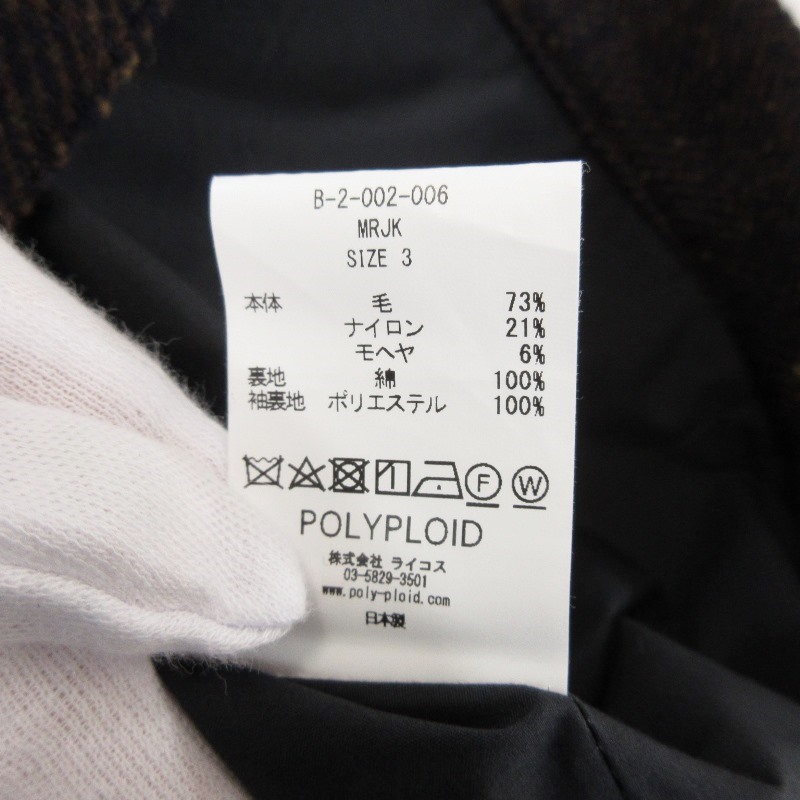 B-2-002-006
MRJK
SIZE 3
本体 毛 73%
ナイロン 21%
モヘヤ 6%
裏地 綿 100%
袖裏地 ポリエステル 100%
F W
POLYPLOID
株式会社 ライコス
03-5829-3501
www.poly-ploid.com
日本製